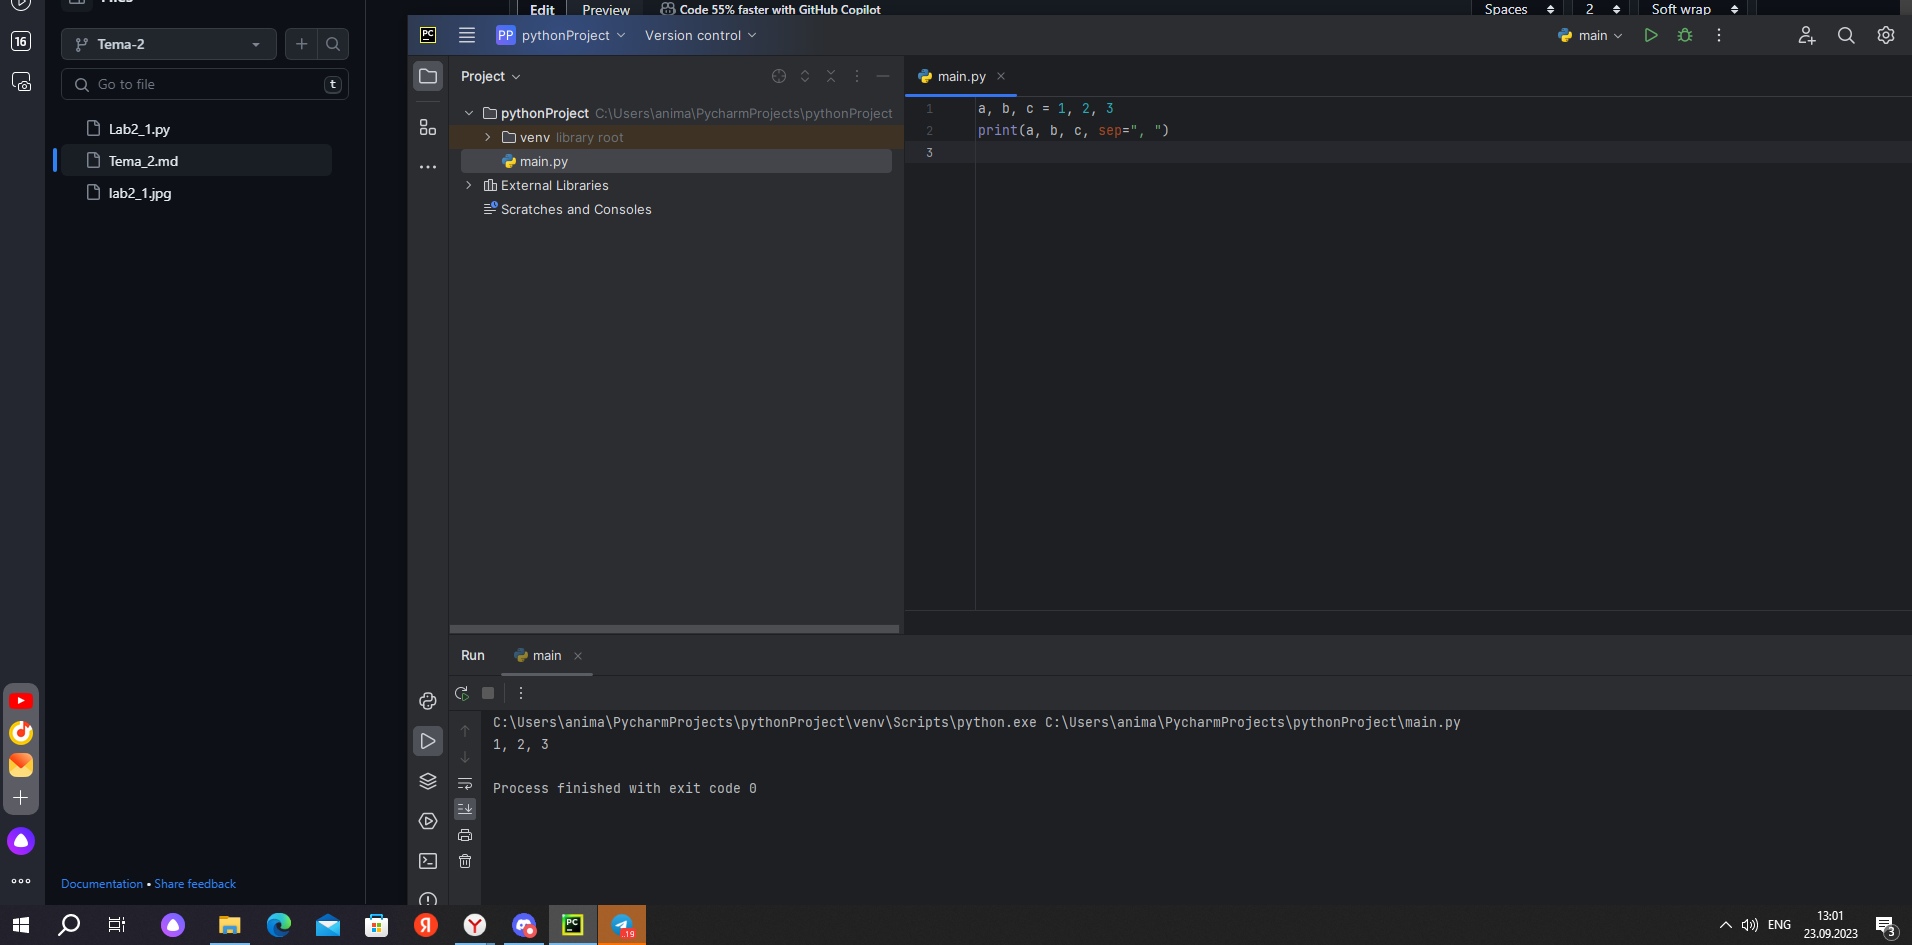 Edit Preview Code 55% faster with GitHub Copilot Spaces 2 Soft wrap
16
Tema-2
Go to file t
Lab2_1.py
Tema_2.md
lab2_1.jpg
Documentation • Share feedback
PC PP pythonProject Version control main
Project
pythonProject C:\Users\anima\PycharmProjects\pythonProject
venv library root
main.py
External Libraries
Scratches and Consoles
main.py
1 a, b, c = 1, 2, 3
2 print(a, b, c, sep=", ")
3
Run main
C:\Users\anima\PycharmProjects\pythonProject\venv\Scripts\python.exe C:\Users\anima\PycharmProjects\pythonProject\main.py
1, 2, 3
Process finished with exit code 0
Я Y PC ..19 ENG 13:01
23.09.2023 3